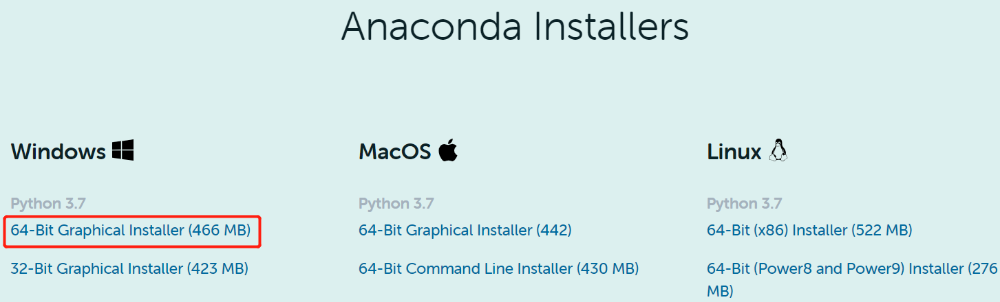 Anaconda Installers
Windows
Python 3.7
64-Bit Graphical Installer (466 MB)
32-Bit Graphical Installer (423 MB)
MacOS
Python 3.7
64-Bit Graphical Installer (442)
64-Bit Command Line Installer (430 MB)
Linux
Python 3.7
64-Bit (x86) Installer (522 MB)
64-Bit (Power8 and Power9) Installer (276
MB)